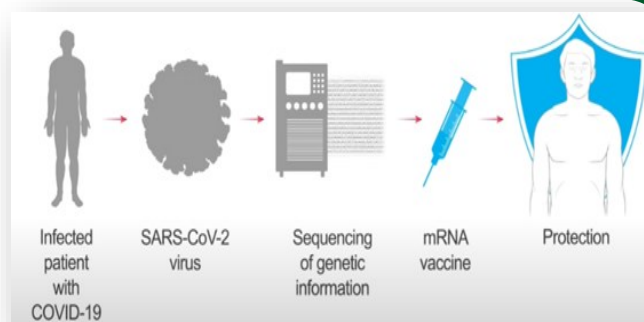 Infected
patient
with
COVID-19
SARS-CoV-2
virus
Sequencing
of genetic
information
mRNA
vaccine
Protection